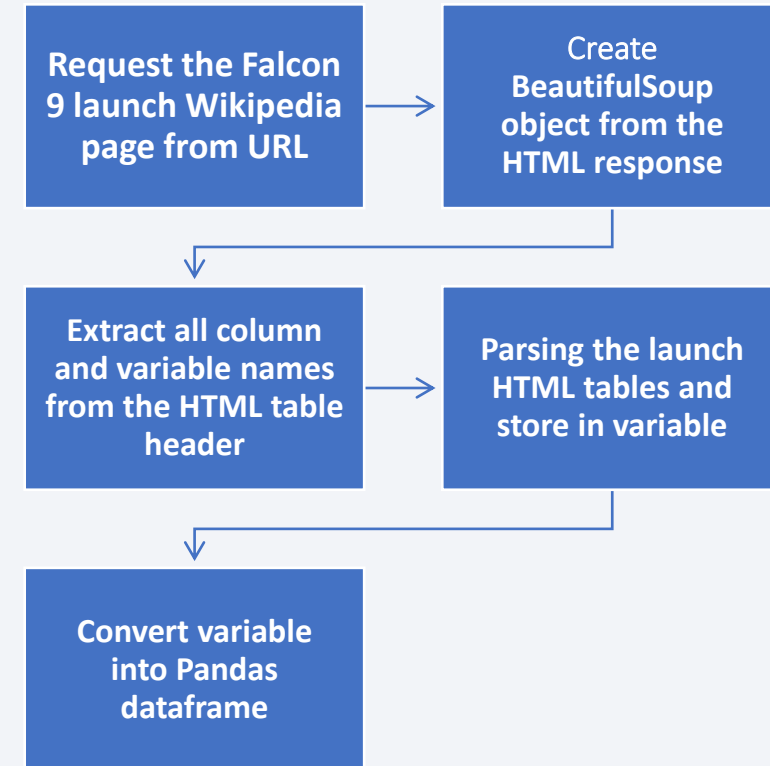 Request the Falcon
9 launch Wikipedia
page from URL
Create
BeautifulSoup
object from the
HTML response
Extract all column
and variable names
from the HTML table
header
Parsing the launch
HTML tables and
store in variable
Convert variable
into Pandas
dataframe